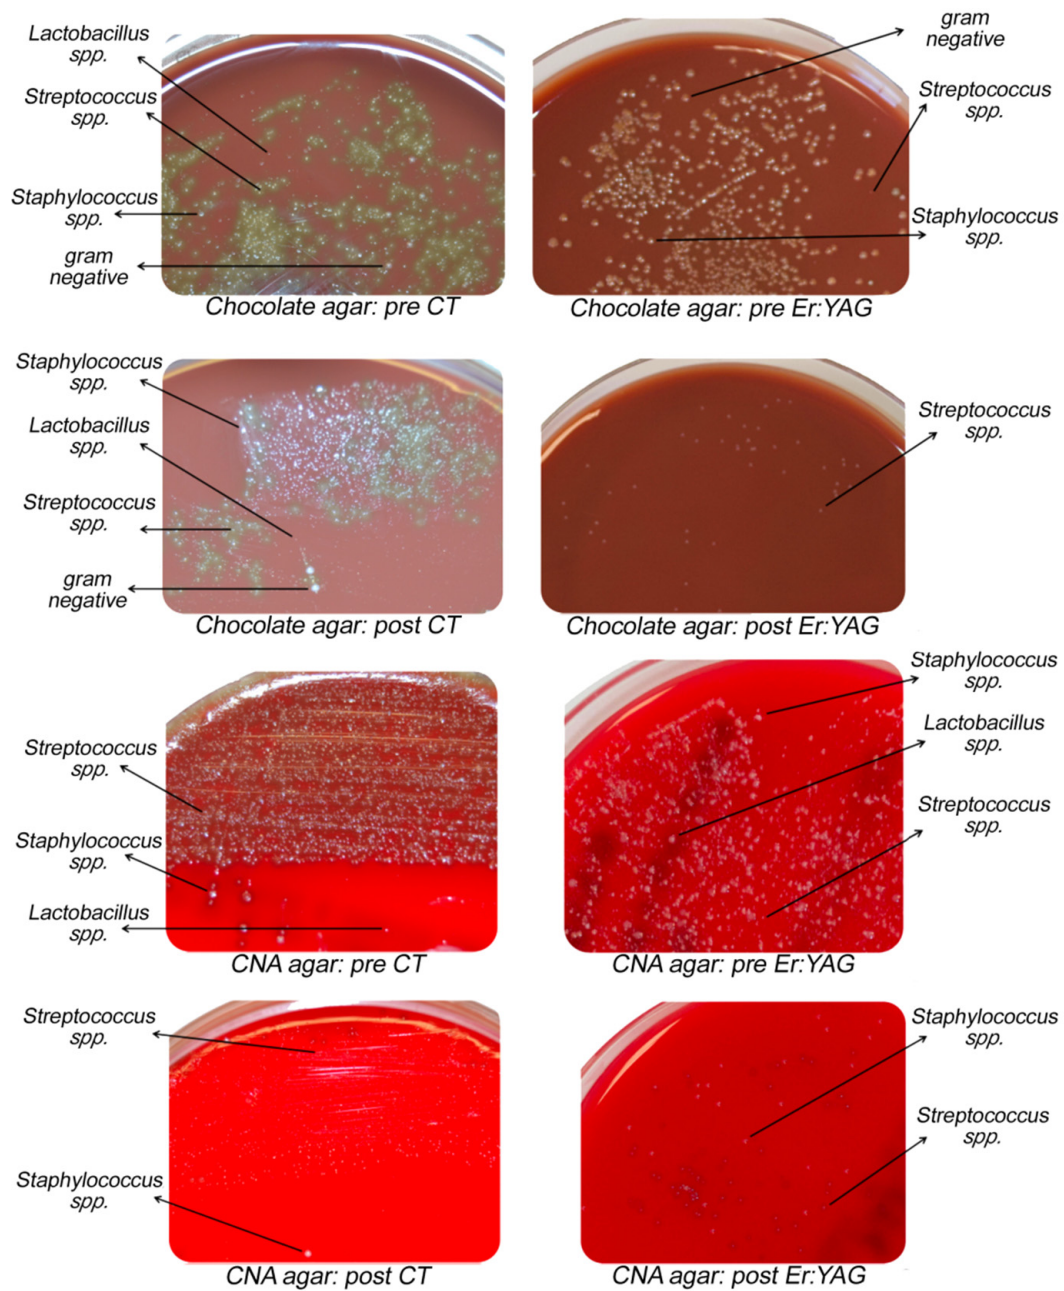 Lactobacillus
spp.
Streptococcus
spp.
Staphylococcus
spp.
gram
negative
Chocolate agar: pre CT
gram
negative
Streptococcus
spp.
Staphylococcus
spp.
Chocolate agar: pre Er:YAG
Staphylococcus
spp.
Lactobacillus
spp.
Streptococcus
spp.
gram
negative
Chocolate agar: post CT
Streptococcus
spp.
Chocolate agar: post Er:YAG
Streptococcus
spp.
Staphylococcus
spp.
Lactobacillus
spp.
CNA agar: pre CT
Staphylococcus
spp.
Lactobacillus
spp.
Streptococcus
spp.
CNA agar: pre Er:YAG
Streptococcus
spp.
Staphylococcus
spp.
CNA agar: post CT
Staphylococcus
spp.
Streptococcus
spp.
CNA agar: post Er:YAG